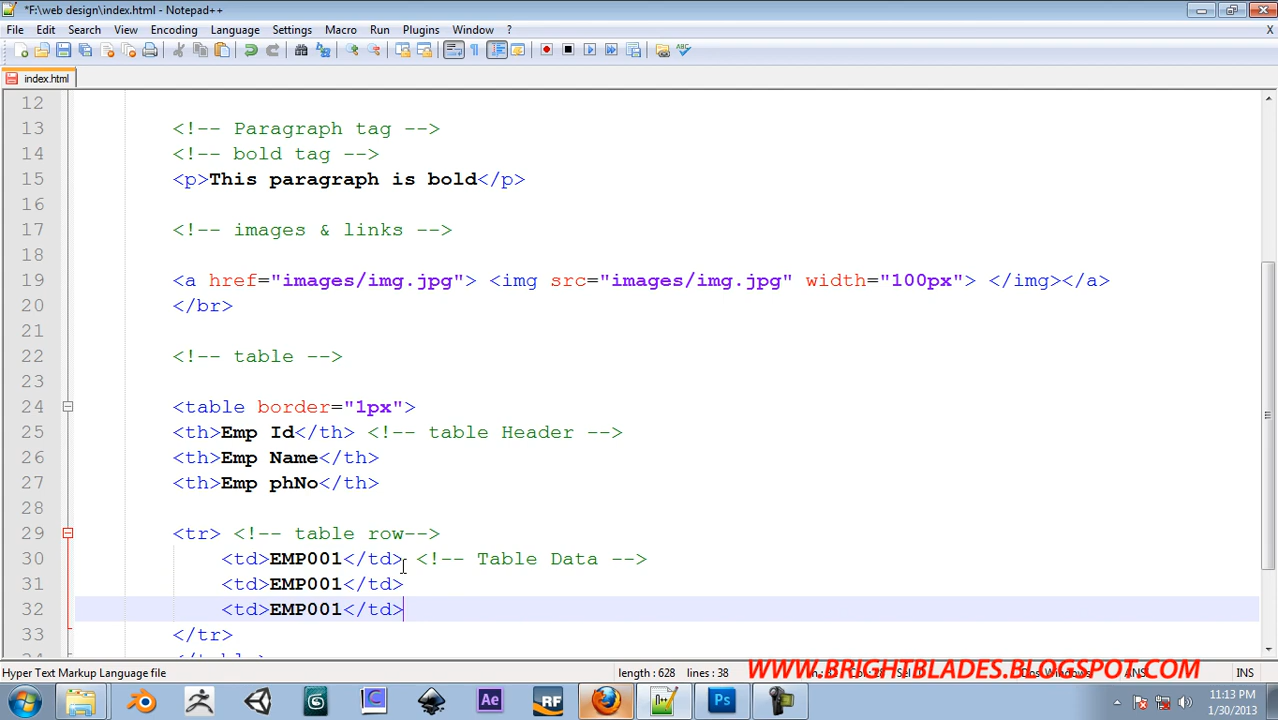 *F:\web design\index.html - Notepad++
File Edit Search View Encoding Language Settings Macro Run Plugins Window ? X
index.html
12
13 <!-- Paragraph tag -->
14 <!-- bold tag -->
15 <p>This paragraph is bold</p>
16
17 <!-- images & links -->
18
19 <a href="images/img.jpg"> <img src="images/img.jpg" width="100px"> </img></a>
20 </br>
21
22 <!-- table -->
23
24 <table border="1px">
25 <th>Emp Id</th> <!-- table Header -->
26 <th>Emp Name</th>
27 <th>Emp phNo</th>
28
29 <tr> <!-- table row-->
30 <td>EMP001</td> <!-- Table Data -->
31 <td>EMP001</td>
32 <td>EMP001</td>
33 </tr>
Hyper Text Markup Language file length : 628 lines : 38 INS
WWW.BRIGHTBLADES.BLOGSPOT.COM
Ae RF Ps 11:13 PM
1/30/2013